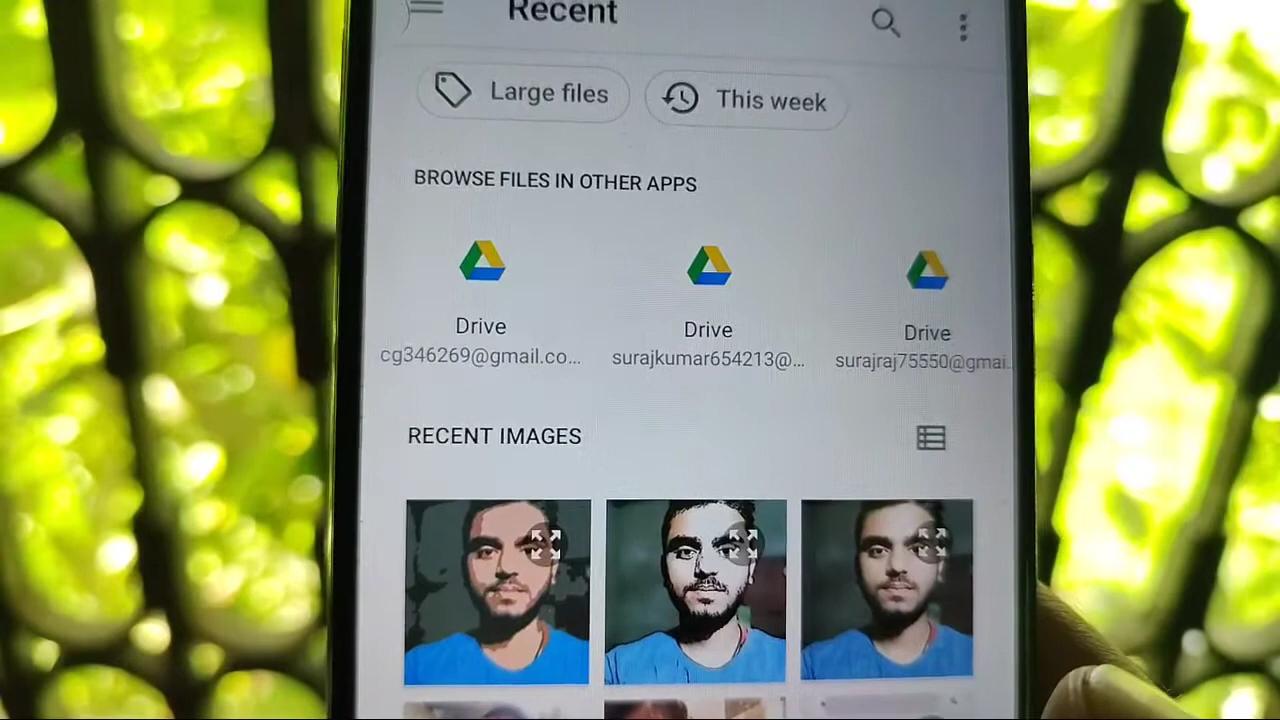 Recent
Large files
This week
BROWSE FILES IN OTHER APPS
Drive
cg346269@gmail.co...
Drive
surajkumar654213@...
Drive
surajraj75550@gmai...
RECENT IMAGES